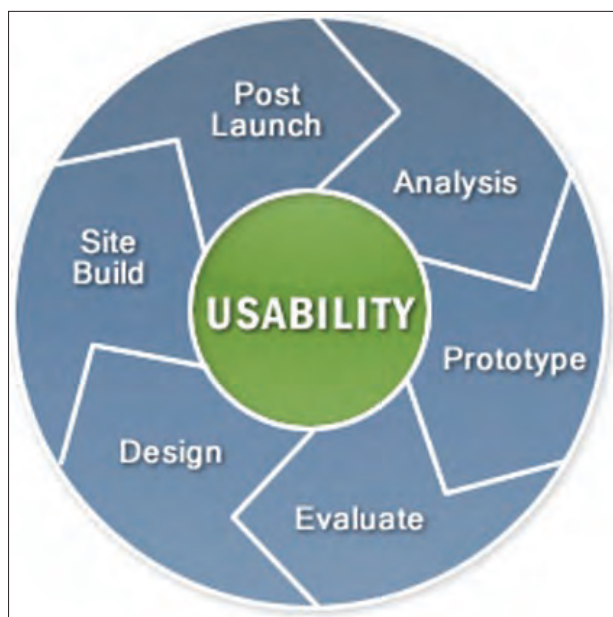 Post
Launch
Analysis
Site
Build
USABILITY
Prototype
Design
Evaluate